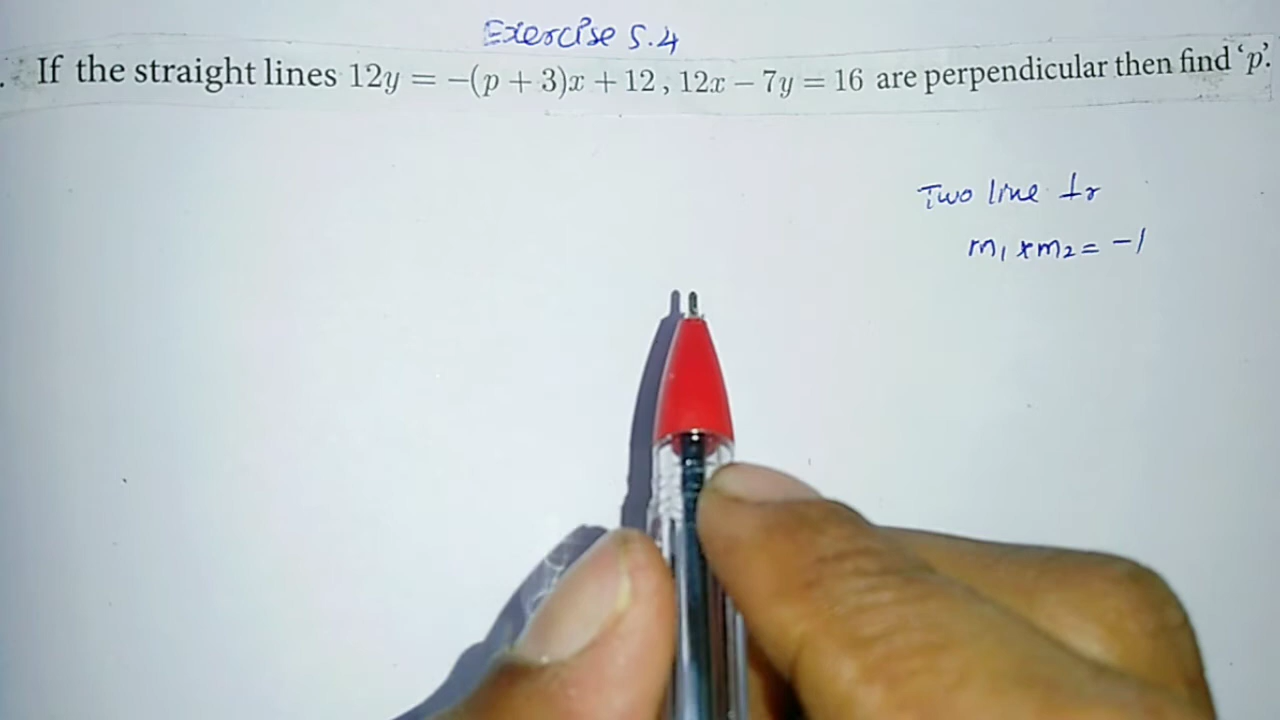 Exercise 5.4
. If the straight lines 12y = −(p + 3)x + 12 , 12x − 7y = 16 are perpendicular then find ‘p’.
Two line ⊥r
m₁ × m₂ = −1